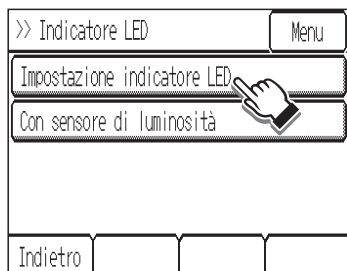 >> Indicatore LED
Menu
Impostazione indicatore LED
Con sensore di luminosità
Indietro